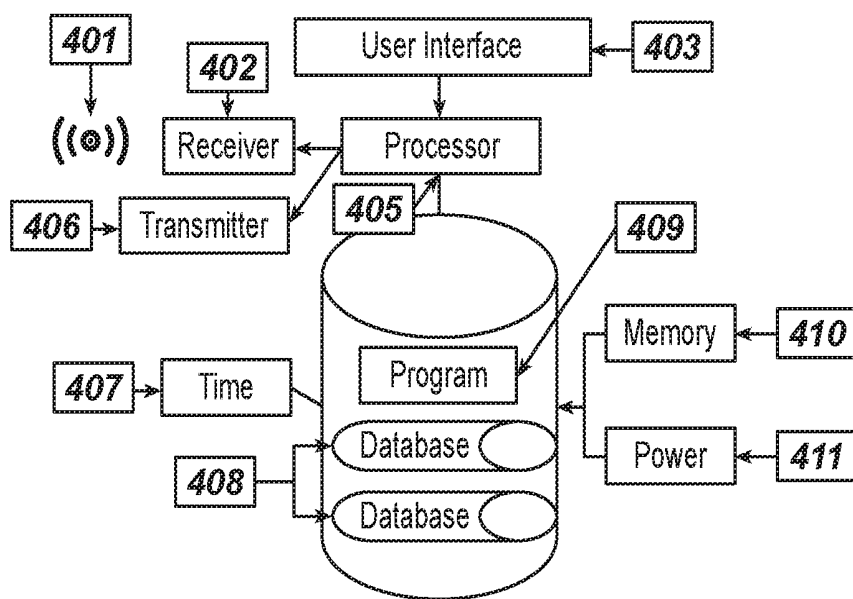 401
User Interface
403
402
Receiver
Processor
406
Transmitter
405
409
Memory
410
407
Time
Program
Database
408
Power
411
Database